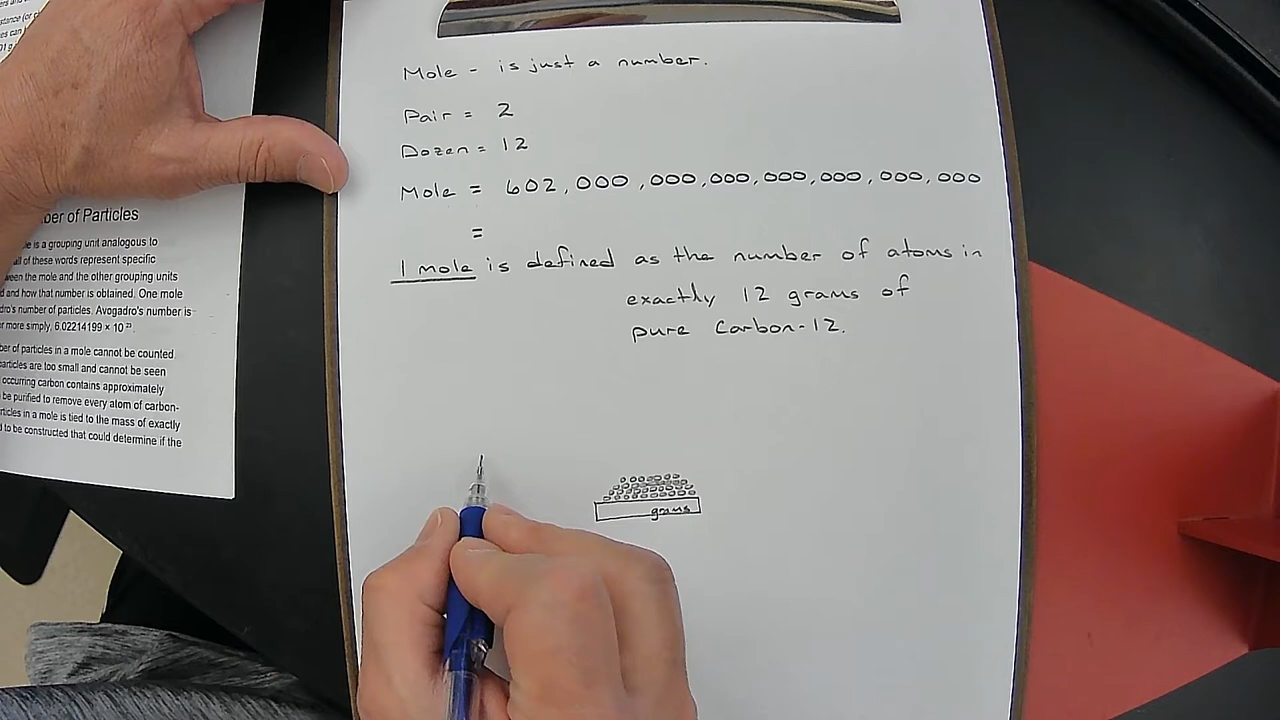 Mole - is just a number.
Pair = 2
Dozen = 12
Mole = 602,000,000,000,000,000,000,000
=
1 mole is defined as the number of atoms in
exactly 12 grams of
pure Carbon-12.
grams
ber of Particles
le is a grouping unit analogous to
all of these words represent specific
ween the mole and the other grouping units
d and how that number is obtained. One mole
dro's number of particles. Avogadro's number is
r more simply, 6.02214199 × 10²³.
ber of particles in a mole cannot be counted
particles are too small and cannot be seen
occurring carbon contains approximately
be purified to remove every atom of carbon-
rticles in a mole is tied to the mass of exactly
d to be constructed that could determine if the